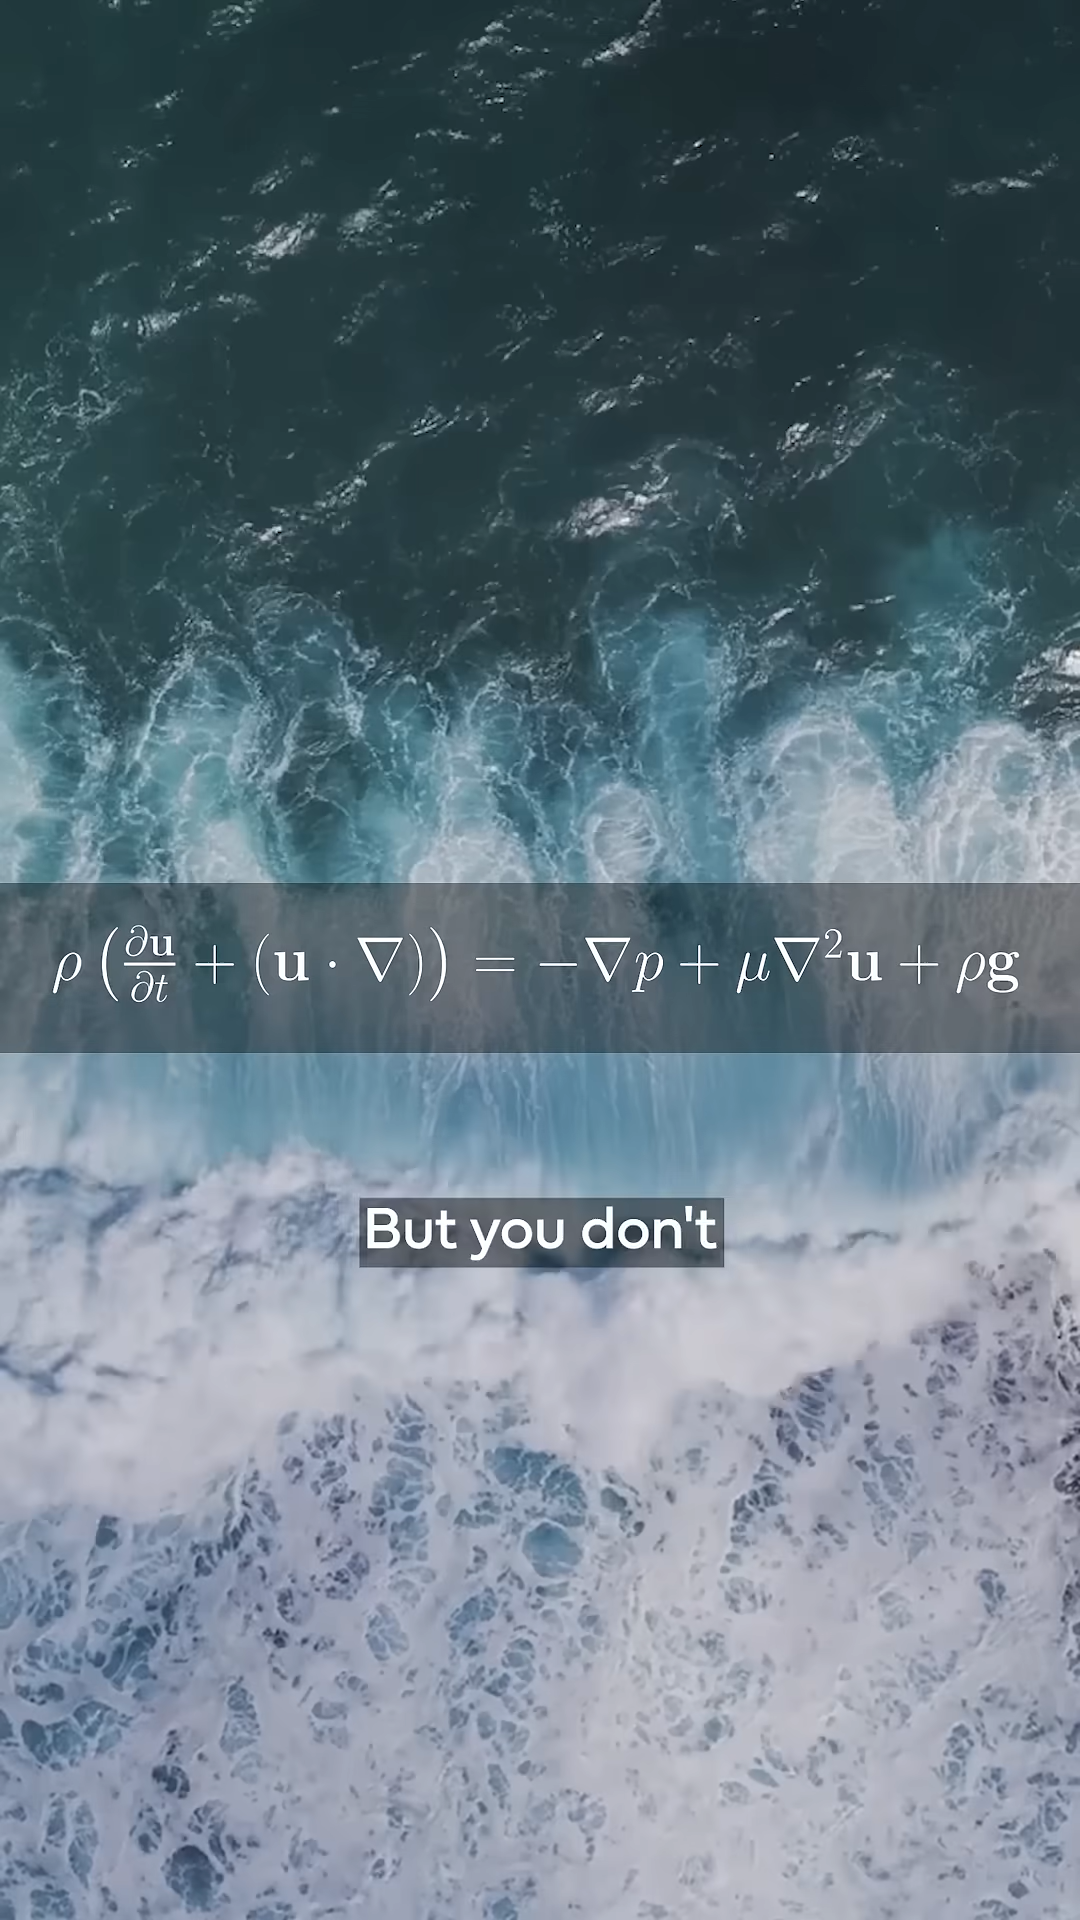 ρ(∂u/∂t + (u · ∇)) = −∇p + μ∇²u + ρg
But you don't